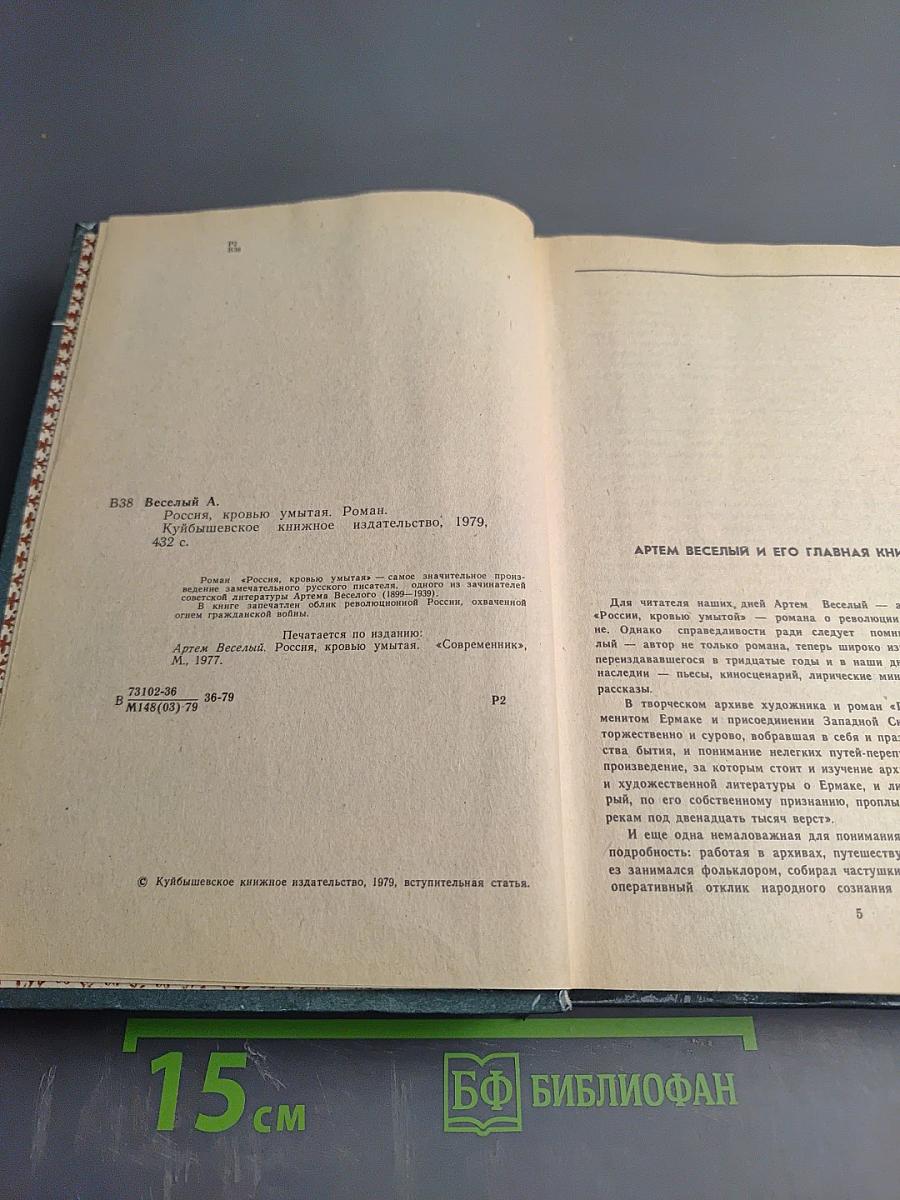 Р2
В38
В38 Веселый А.
Россия, кровью умытая. Роман.
Куйбышевское книжное издательство, 1979,
432 с.
Роман «Россия, кровью умытая» — самое значительное произ-
ведение замечательного русского писателя, одного из зачинателей
советской литературы Артема Веселого (1899—1939).
В книге запечатлен облик революционной России, охваченной
огнем гражданской войны.
Печатается по изданию:
Артем Веселый. Россия, кровью умытая. «Современник»,
М., 1977.
В 73102-36 36-79 Р2
М148(03) 79
© Куйбышевское книжное издательство, 1979, вступительная статья.
АРТЕМ ВЕСЕЛЫЙ И ЕГО ГЛАВНАЯ КНИ
Для читателя наших дней Артем Веселый — а
«России, кровью умытой» — романа о революции
не. Однако справедливости ради следует помн
лый — автор не только романа, теперь широко из
переиздававшегося в тридцатые годы и в наши дн
наследии — пьесы, киносценарий, лирические мин
рассказы.
В творческом архиве художника и роман «Г
менитом Ермаке и присоединении Западной Си
торжественно и сурово, вобравшая в себя и праз
ства бытия, и понимание нелегких путей-переп
произведение, за которым стоит и изучение арх
и художественной литературы о Ермаке, и ли
рый, по его собственному признанию, проплы
рекам под двенадцать тысяч верст».
И еще одна немаловажная для понимания
подробность: работая в архивах, путешеству
ез занимался фольклором, собирал частушки
оперативный отклик народного сознания
5
15 см
БФ БИБЛИОФАН